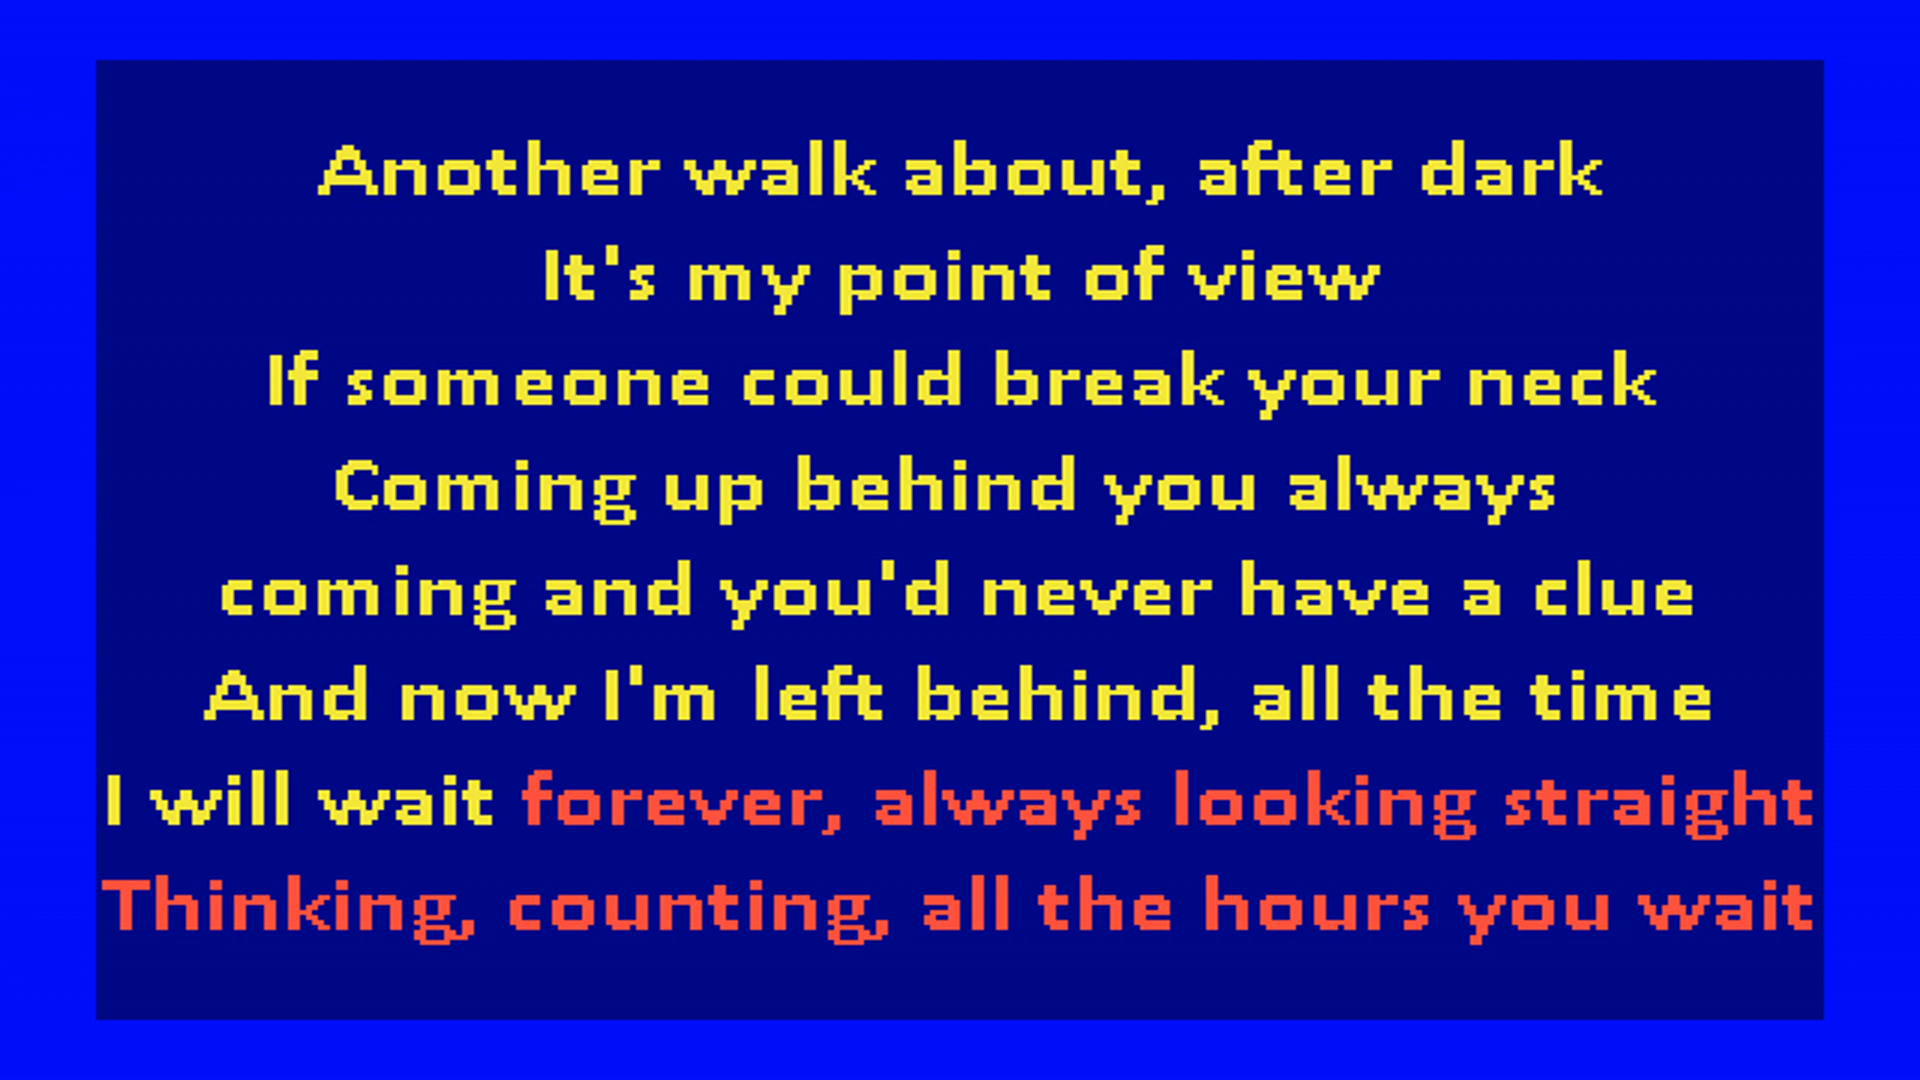 Another walk about, after dark
It's my point of view
If someone could break your neck
Coming up behind you always
coming and you'd never have a clue
And now I'm left behind, all the time
I will wait forever, always looking straight
Thinking, counting, all the hours you wait